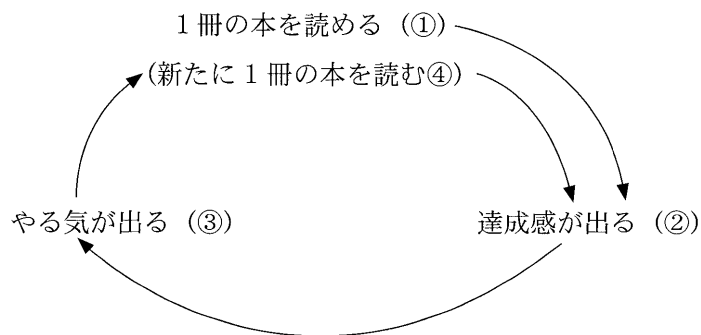 1冊の本を読める（①）
（新たに1冊の本を読む④）
やる気が出る（③）
達成感が出る（②）